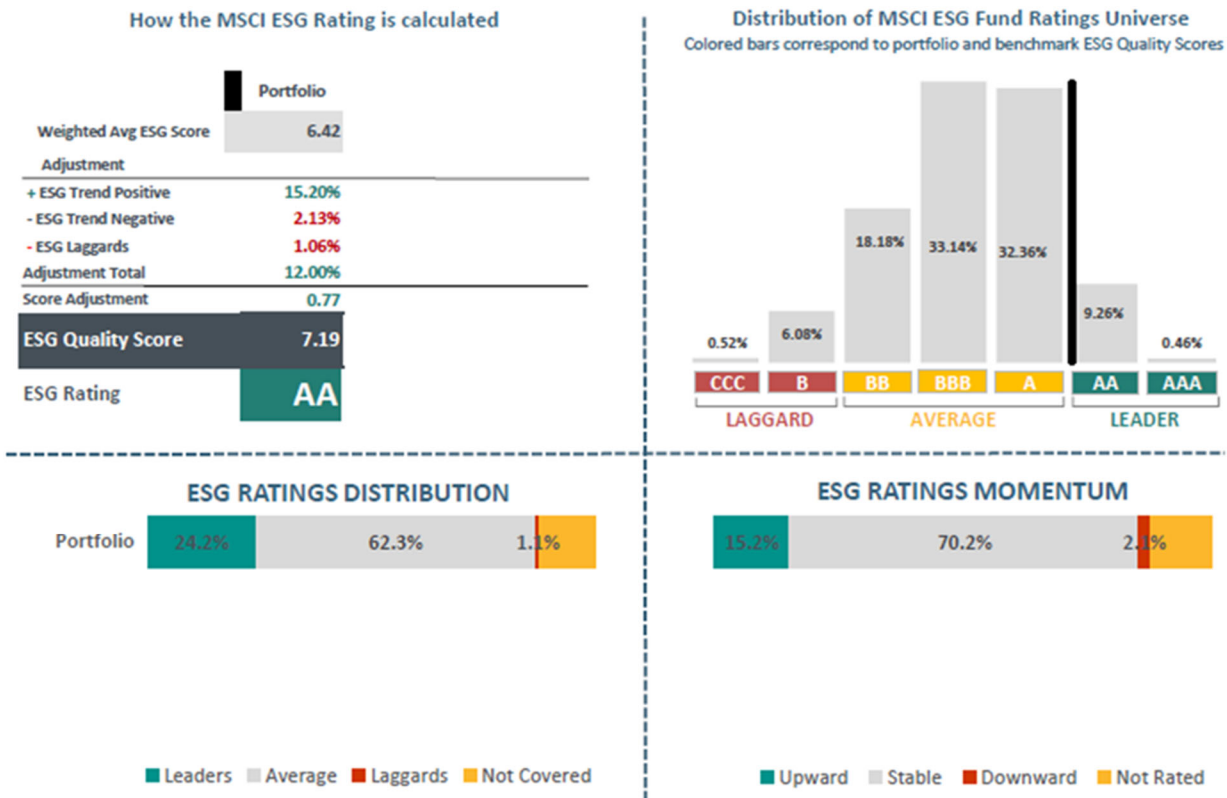 How the MSCI ESG Rating is calculated
Portfolio
Weighted Avg ESG Score 6.42
Adjustment
+ ESG Trend Positive 15.20%
- ESG Trend Negative 2.13%
- ESG Laggards 1.06%
Adjustment Total 12.00%
Score Adjustment 0.77
ESG Quality Score 7.19
ESG Rating AA
Distribution of MSCI ESG Fund Ratings Universe
Colored bars correspond to portfolio and benchmark ESG Quality Scores
0.52% 6.08% 18.18% 33.14% 32.36% 9.26% 0.46%
CCC B BB BBB A AA AAA
LAGGARD AVERAGE LEADER
ESG RATINGS DISTRIBUTION
Portfolio 24.2% 62.3% 1.1%
Leaders Average Laggards Not Covered
ESG RATINGS MOMENTUM
15.2% 70.2% 2.1%
Upward Stable Downward Not Rated